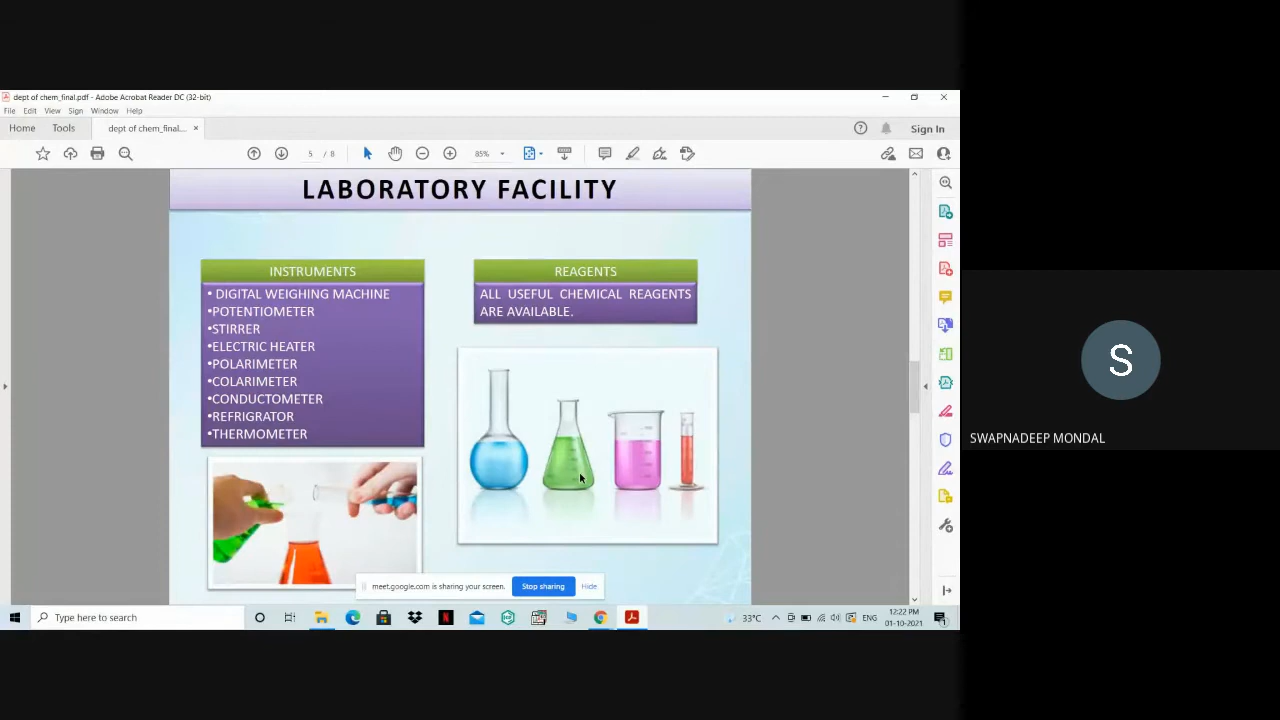 dept of chem_final.pdf - Adobe Acrobat Reader DC (32-bit)
File Edit View Sign Window Help
Home Tools dept of chem_final... × Sign In
5 / 8 85%
LABORATORY FACILITY
INSTRUMENTS
• DIGITAL WEIGHING MACHINE
•POTENTIOMETER
•STIRRER
•ELECTRIC HEATER
•POLARIMETER
•COLARIMETER
•CONDUCTOMETER
•REFRIGRATOR
•THERMOMETER
REAGENTS
ALL USEFUL CHEMICAL REAGENTS
ARE AVAILABLE.
S
SWAPNADEEP MONDAL
meet.google.com is sharing your screen. Stop sharing Hide
Type here to search
33°C ENG 12:22 PM
01-10-2021